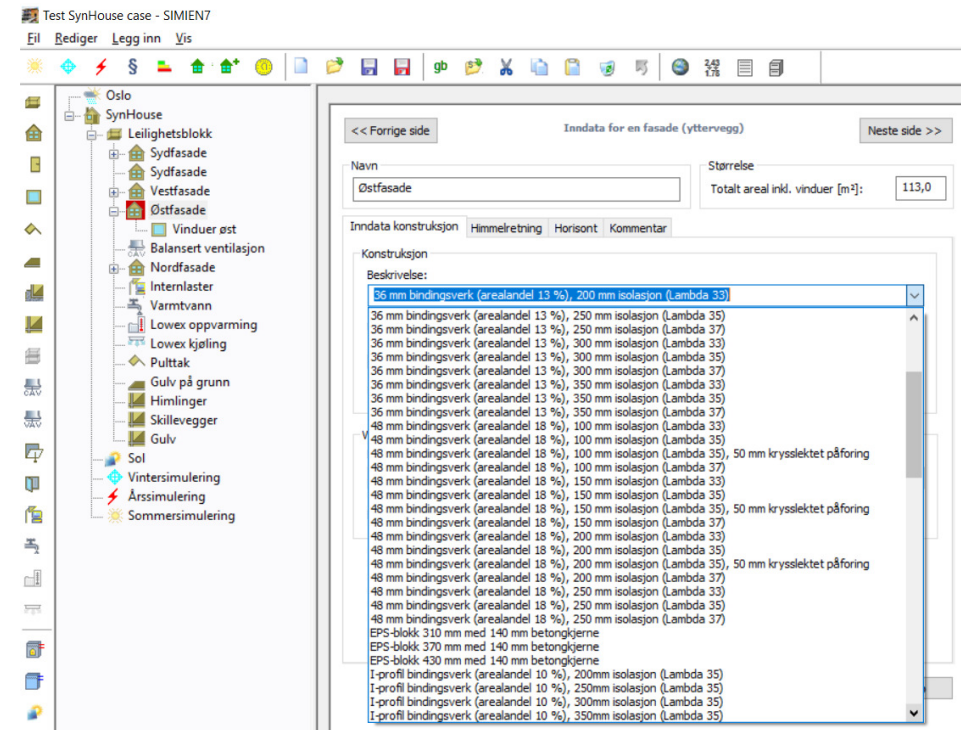 Test SynHouse case - SIMIEN7
Fil Rediger Legg inn Vis
Oslo
SynHouse
Leilighetsblokk
Sydfasade
Sydfasade
Vestfasade
Østfasade
Vinduer øst
Balansert ventilasjon
Nordfasade
Internlaster
Varmtvann
Lowex oppvarming
Lowex kjøling
Pulttak
Gulv på grunn
Himlinger
Skillevegger
Gulv
Sol
Vintersimulering
Årssimulering
Sommersimulering
<< Forrige side
Inndata for en fasade (yttervegg)
Neste side >>
Navn
Østfasade
Størrelse
Totalt areal inkl. vinduer [m²]: 113,0
Inndata konstruksjon Himmelretning Horisont Kommentar
Konstruksjon
Beskrivelse:
36 mm bindingsverk (arealandel 13 %), 200 mm isolasjon (Lambda 33)
36 mm bindingsverk (arealandel 13 %), 250 mm isolasjon (Lambda 35)
36 mm bindingsverk (arealandel 13 %), 250 mm isolasjon (Lambda 37)
36 mm bindingsverk (arealandel 13 %), 300 mm isolasjon (Lambda 33)
36 mm bindingsverk (arealandel 13 %), 300 mm isolasjon (Lambda 35)
36 mm bindingsverk (arealandel 13 %), 300 mm isolasjon (Lambda 37)
36 mm bindingsverk (arealandel 13 %), 350 mm isolasjon (Lambda 33)
36 mm bindingsverk (arealandel 13 %), 350 mm isolasjon (Lambda 35)
36 mm bindingsverk (arealandel 13 %), 350 mm isolasjon (Lambda 37)
48 mm bindingsverk (arealandel 18 %), 100 mm isolasjon (Lambda 33)
48 mm bindingsverk (arealandel 18 %), 100 mm isolasjon (Lambda 35)
48 mm bindingsverk (arealandel 18 %), 100 mm isolasjon (Lambda 35), 50 mm krysslektet påforing
48 mm bindingsverk (arealandel 18 %), 100 mm isolasjon (Lambda 37)
48 mm bindingsverk (arealandel 18 %), 150 mm isolasjon (Lambda 33)
48 mm bindingsverk (arealandel 18 %), 150 mm isolasjon (Lambda 35)
48 mm bindingsverk (arealandel 18 %), 150 mm isolasjon (Lambda 35), 50 mm krysslektet påforing
48 mm bindingsverk (arealandel 18 %), 150 mm isolasjon (Lambda 37)
48 mm bindingsverk (arealandel 18 %), 200 mm isolasjon (Lambda 33)
48 mm bindingsverk (arealandel 18 %), 200 mm isolasjon (Lambda 35)
48 mm bindingsverk (arealandel 18 %), 200 mm isolasjon (Lambda 35), 50 mm krysslektet påforing
48 mm bindingsverk (arealandel 18 %), 200 mm isolasjon (Lambda 37)
48 mm bindingsverk (arealandel 18 %), 250 mm isolasjon (Lambda 33)
48 mm bindingsverk (arealandel 18 %), 250 mm isolasjon (Lambda 35)
48 mm bindingsverk (arealandel 18 %), 250 mm isolasjon (Lambda 37)
EPS-blokk 310 mm med 140 mm betongkjerne
EPS-blokk 370 mm med 140 mm betongkjerne
EPS-blokk 430 mm med 140 mm betongkjerne
I-profil bindingsverk (arealandel 10 %), 200mm isolasjon (Lambda 35)
I-profil bindingsverk (arealandel 10 %), 250mm isolasjon (Lambda 35)
I-profil bindingsverk (arealandel 10 %), 300mm isolasjon (Lambda 35)
I-profil bindingsverk (arealandel 10 %), 350mm isolasjon (Lambda 35)